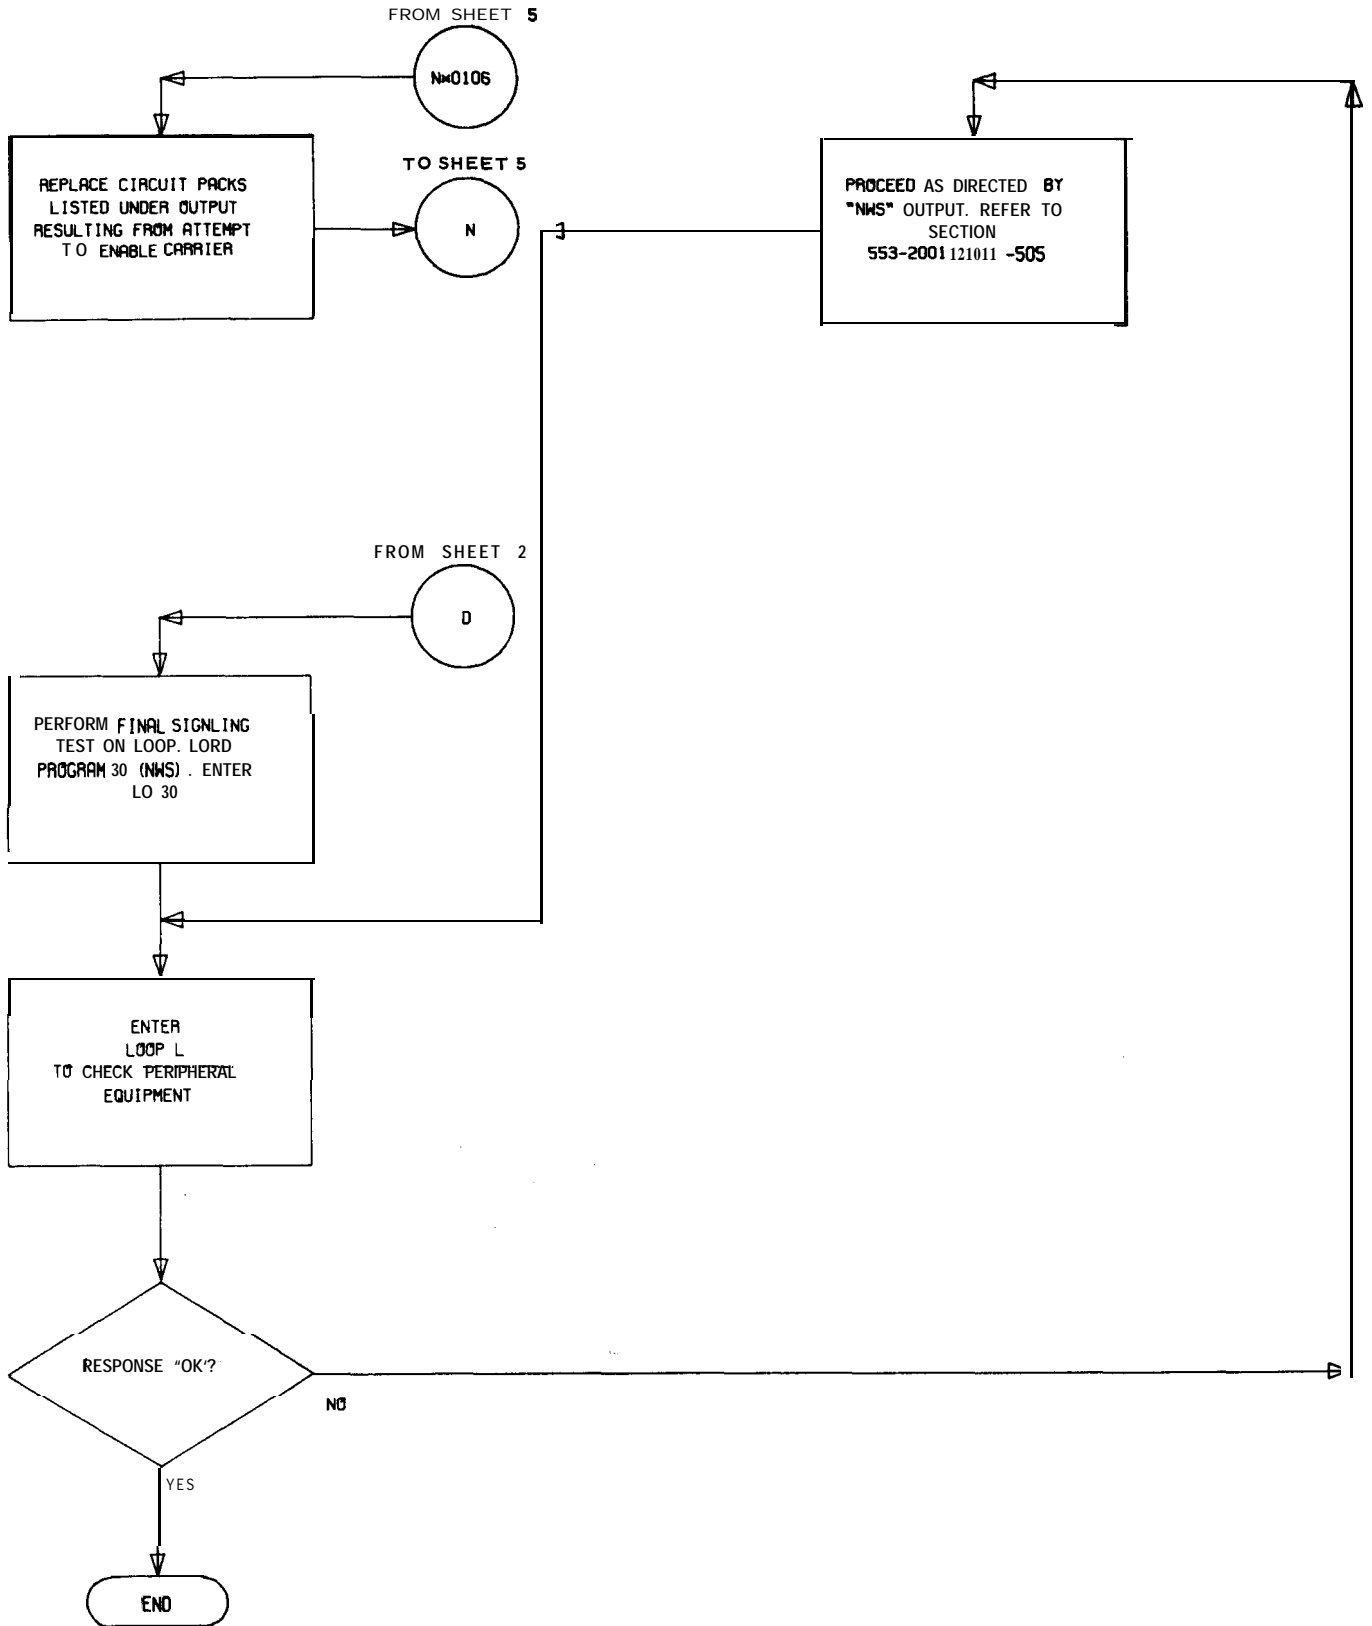 FROM SHEET 5
N*0106
REPLACE CIRCUIT PACKS
LISTED UNDER OUTPUT
RESULTING FROM ATTEMPT
TO ENABLE CARRIER
TO SHEET 5
N
PROCEED AS DIRECTED BY
"NWS" OUTPUT. REFER TO
SECTION
553-2001 121011 -505
FROM SHEET 2
D
PERFORM FINAL SIGNLING
TEST ON LOOP. LORD
PROGRAM 30 (NWS) . ENTER
LO 30
ENTER
LOOP L
TO CHECK PERIPHERAL
EQUIPMENT
RESPONSE "OK'?
NO
YES
END